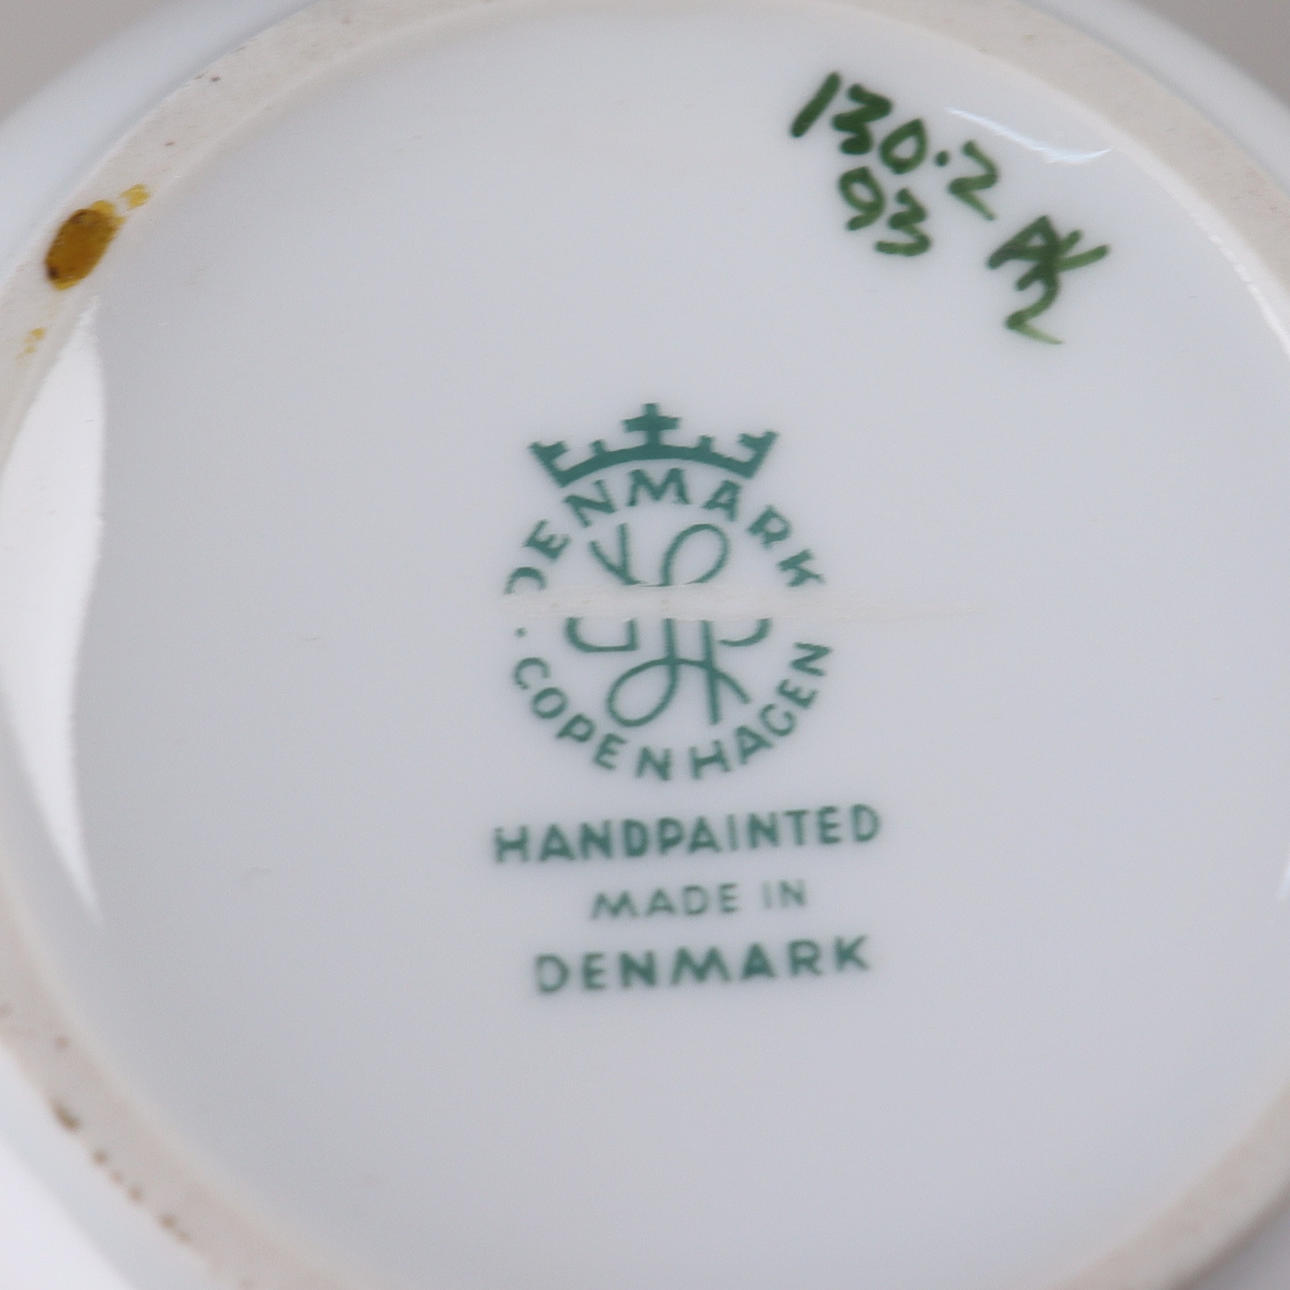 130.2
93
DENMARK
COPENHAGEN
HANDPAINTED
MADE IN
DENMARK